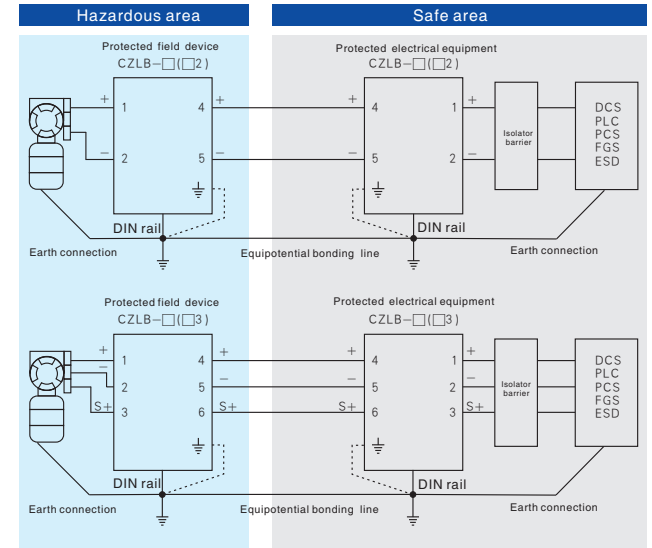 Hazardous area
Safe area
Protected field device
CZLB–□(□2)
Protected electrical equipment
CZLB–□(□2)
+ 1 4 + + 4 1 +
– 2 5 – – 5 2 –
Isolator
barrier
DCS
PLC
PCS
FGS
ESD
DIN rail
DIN rail
Earth connection
Equipotential bonding line
Earth connection
Protected field device
CZLB–□(□3)
Protected electrical equipment
CZLB–□(□3)
+ 1 4 + + 4 1 +
– 2 5 – – 5 2 –
S+ 3 6 S+ S+ 6 3 S+
Isolator
barrier
DCS
PLC
PCS
FGS
ESD
DIN rail
DIN rail
Earth connection
Equipotential bonding line
Earth connection